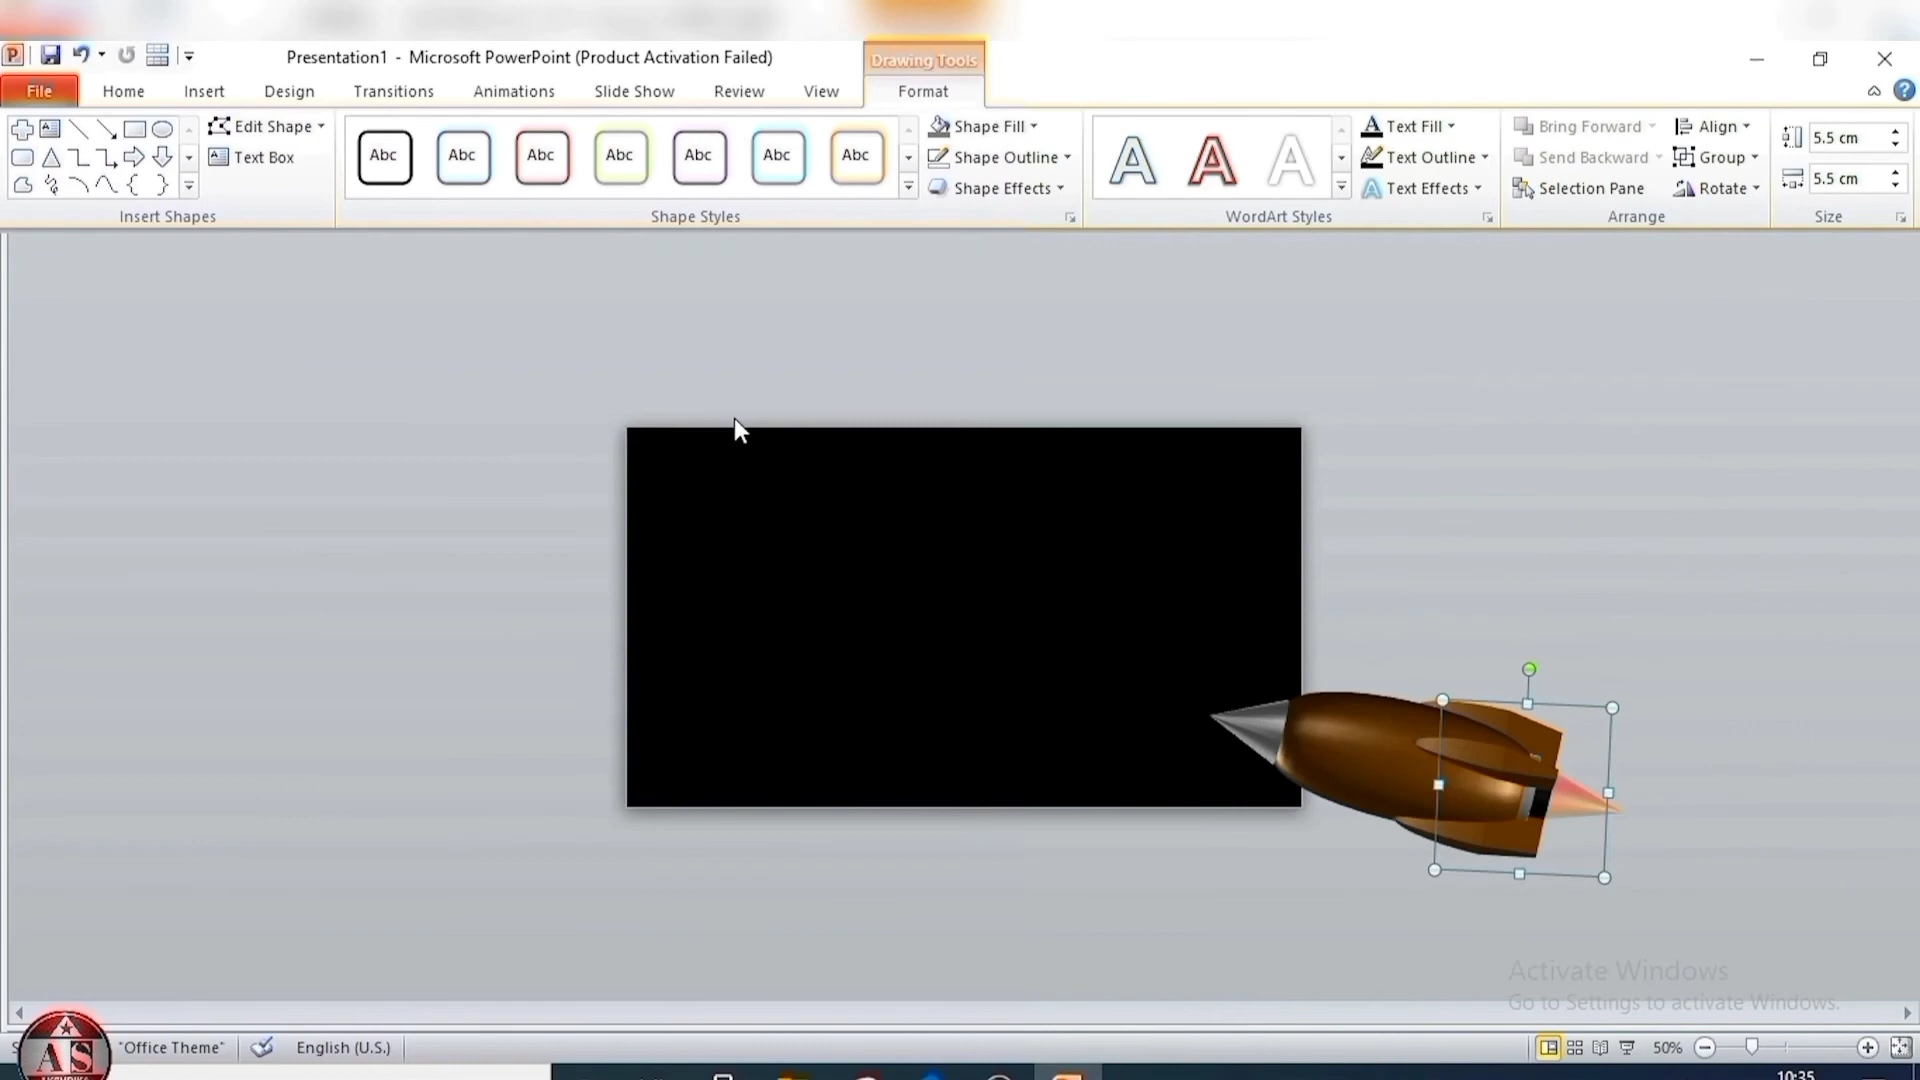 Presentation1 - Microsoft PowerPoint (Product Activation Failed)
Drawing Tools
File Home Insert Design Transitions Animations Slide Show Review View Format
Edit Shape
Text Box
Insert Shapes
Abc Abc Abc Abc Abc Abc Abc
Shape Fill
Shape Outline
Shape Effects
Shape Styles
A A A
Text Fill
Text Outline
Text Effects
WordArt Styles
Bring Forward
Send Backward
Selection Pane
Align
Group
Rotate
Arrange
5.5 cm
5.5 cm
Size
Activate Windows
Go to Settings to activate Windows.
"Office Theme" English (U.S.) 50%
AS
10:35